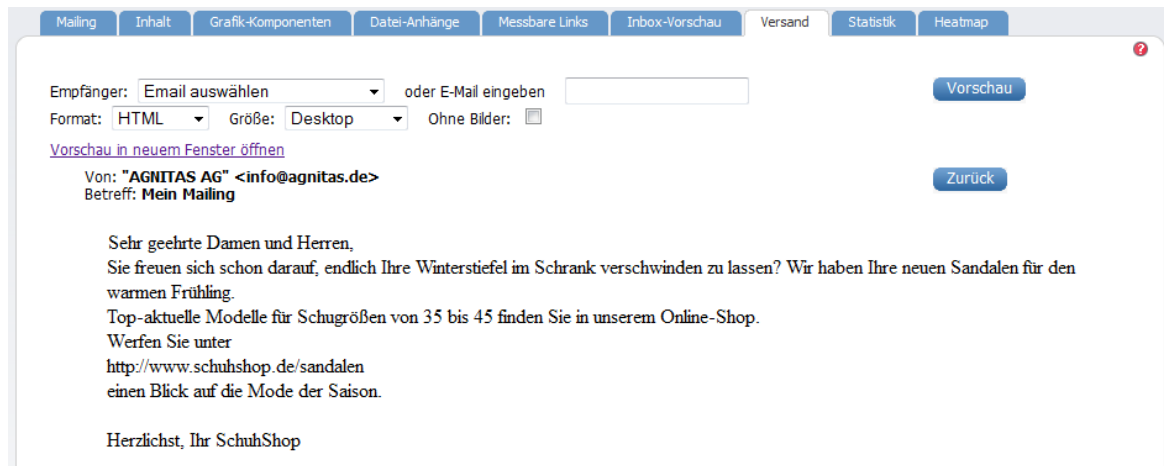 Mailing Inhalt Grafik-Komponenten Datei-Anhänge Messbare Links Inbox-Vorschau Versand Statistik Heatmap
?
Empfänger: Email auswählen oder E-Mail eingeben Vorschau
Format: HTML Größe: Desktop Ohne Bilder:
Vorschau in neuem Fenster öffnen
Von: "AGNITAS AG" <info@agnitas.de> Zurück
Betreff: Mein Mailing
Sehr geehrte Damen und Herren,
Sie freuen sich schon darauf, endlich Ihre Winterstiefel im Schrank verschwinden zu lassen? Wir haben Ihre neuen Sandalen für den
warmen Frühling.
Top-aktuelle Modelle für Schugrößen von 35 bis 45 finden Sie in unserem Online-Shop.
Werfen Sie unter
http://www.schuhshop.de/sandalen
einen Blick auf die Mode der Saison.
Herzlichst, Ihr SchuhShop